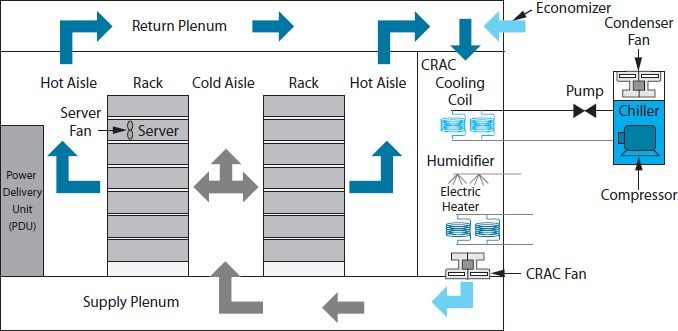 Economizer
Return Plenum
Condenser
Fan
Hot Aisle
Rack
Cold Aisle
Rack
Hot Aisle
CRAC
Cooling
Coil
Pump
Chiller
Server
Fan
Server
Humidifier
Power
Delivery
Unit
(PDU)
Electric
Heater
Compressor
CRAC Fan
Supply Plenum